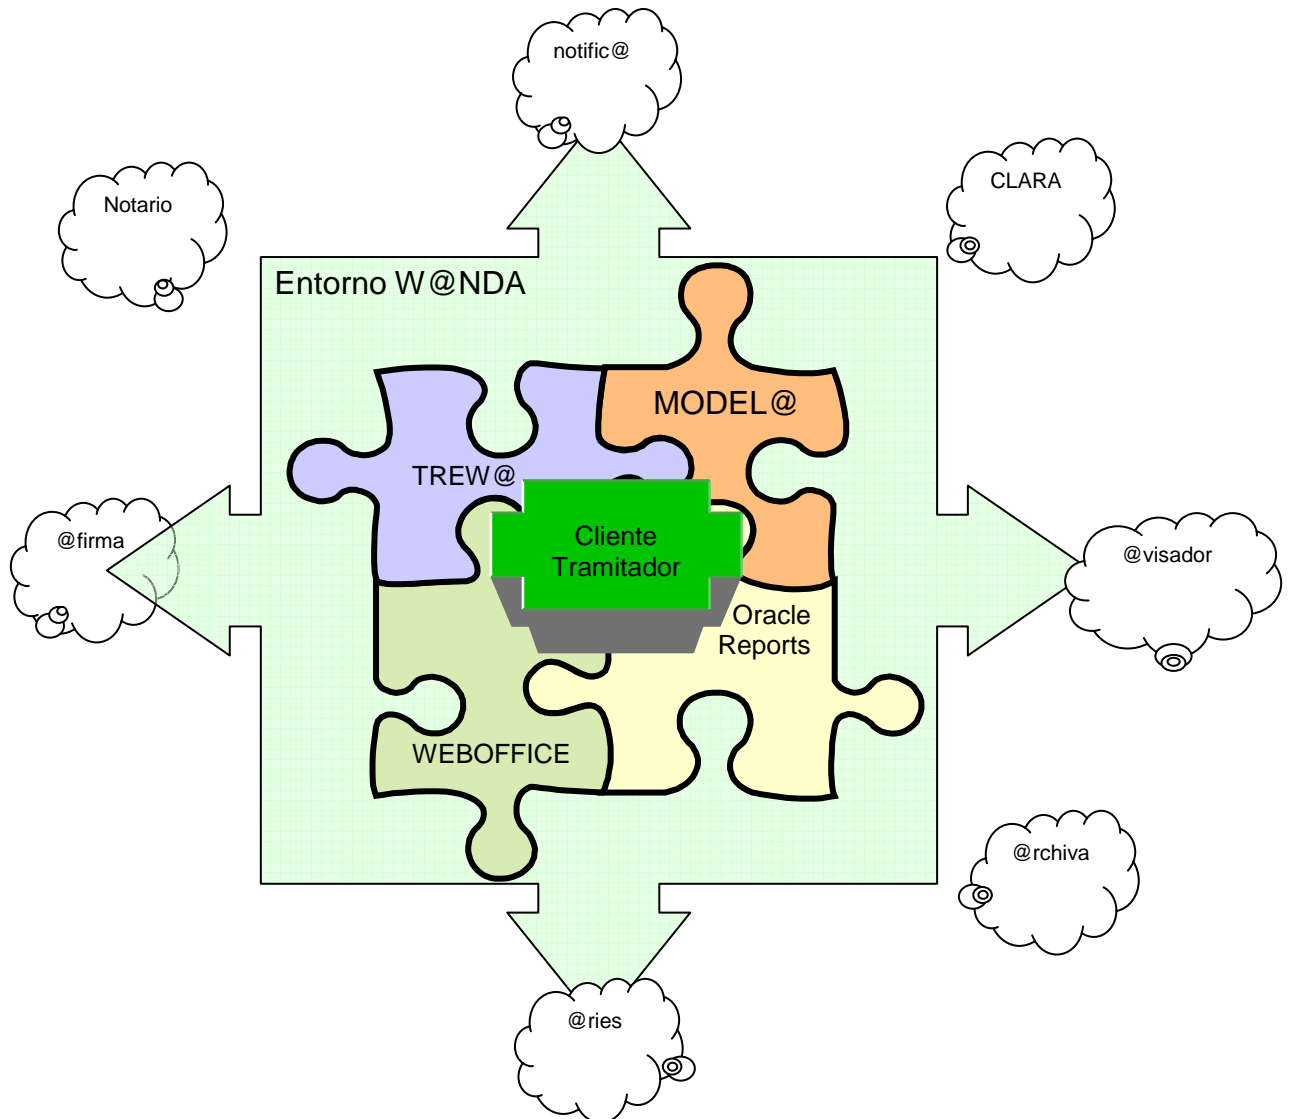 notific@
Notario
CLARA
Entorno W@NDA
MODEL@
TREW@
@firma
Cliente
Tramitador
@visador
Oracle
Reports
WEBOFFICE
@rchiva
@ries